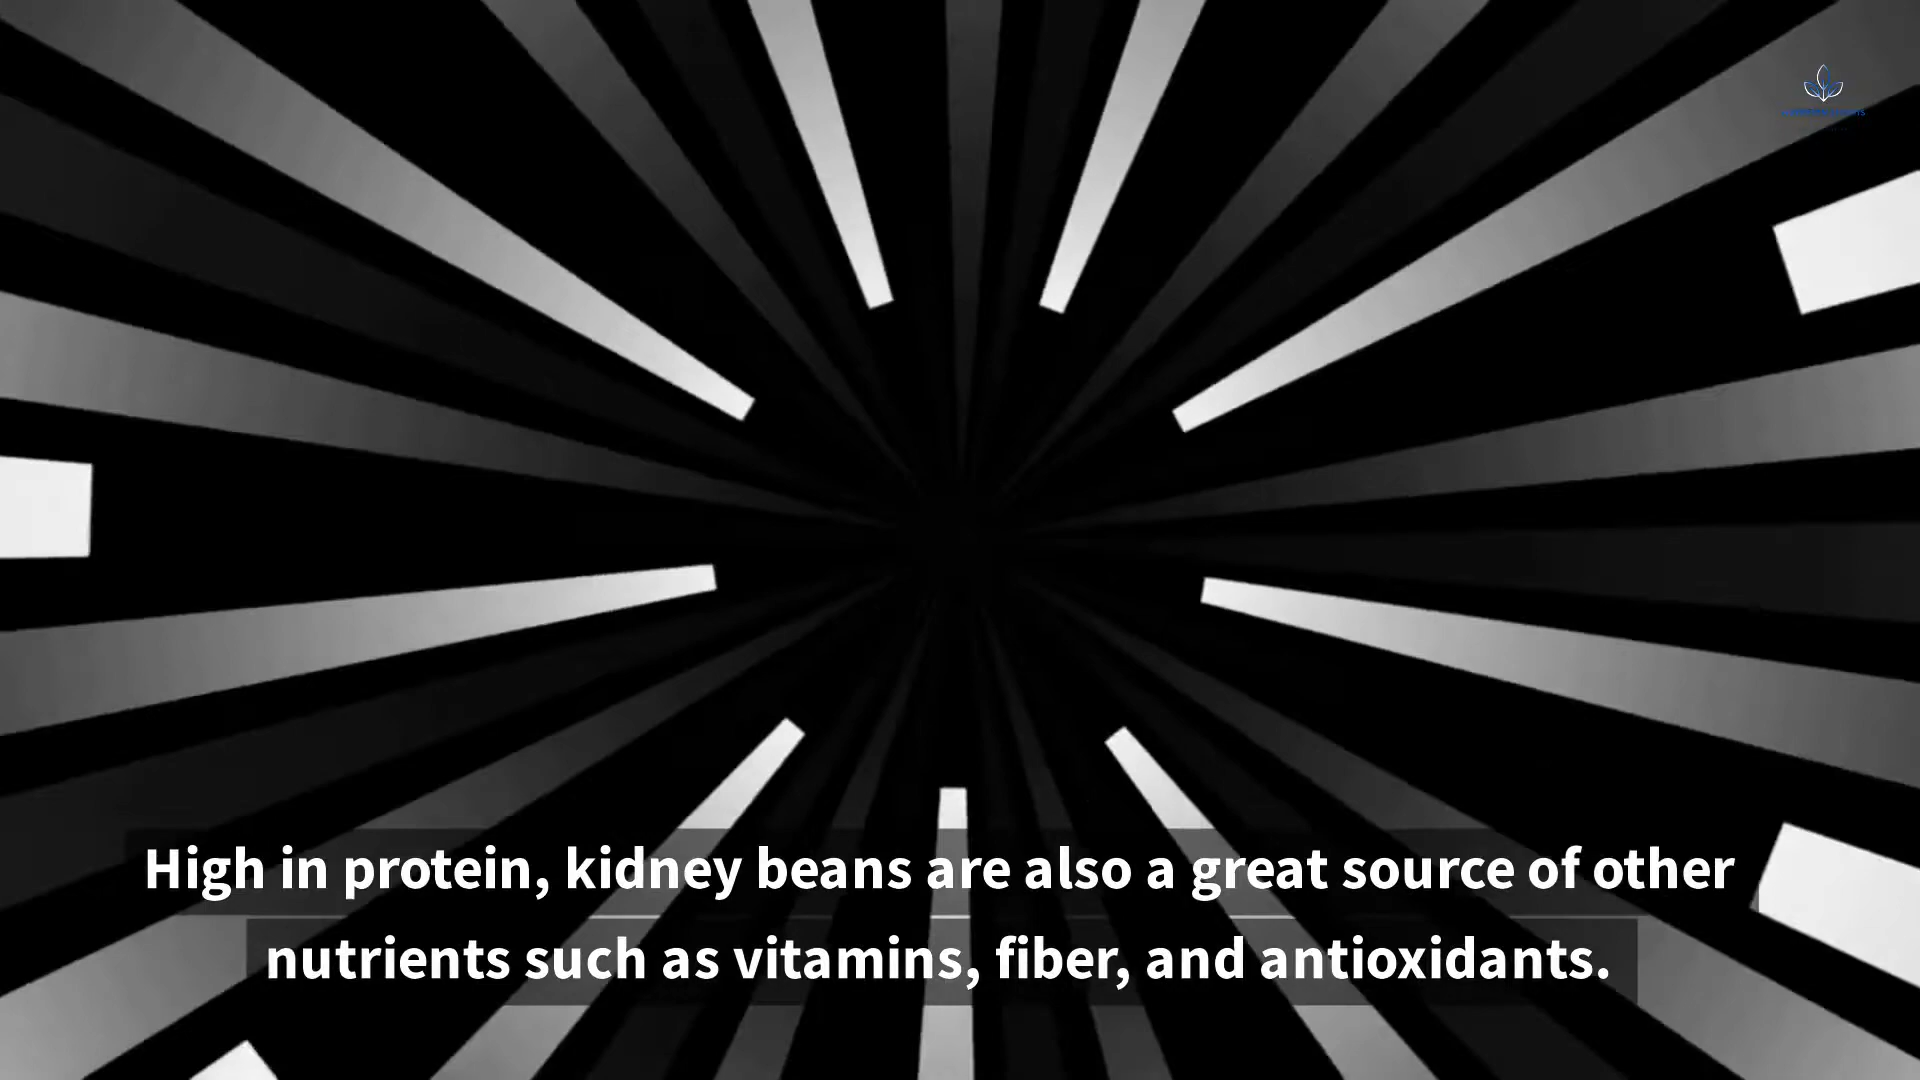 High in protein, kidney beans are also a great source of other
nutrients such as vitamins, fiber, and antioxidants.